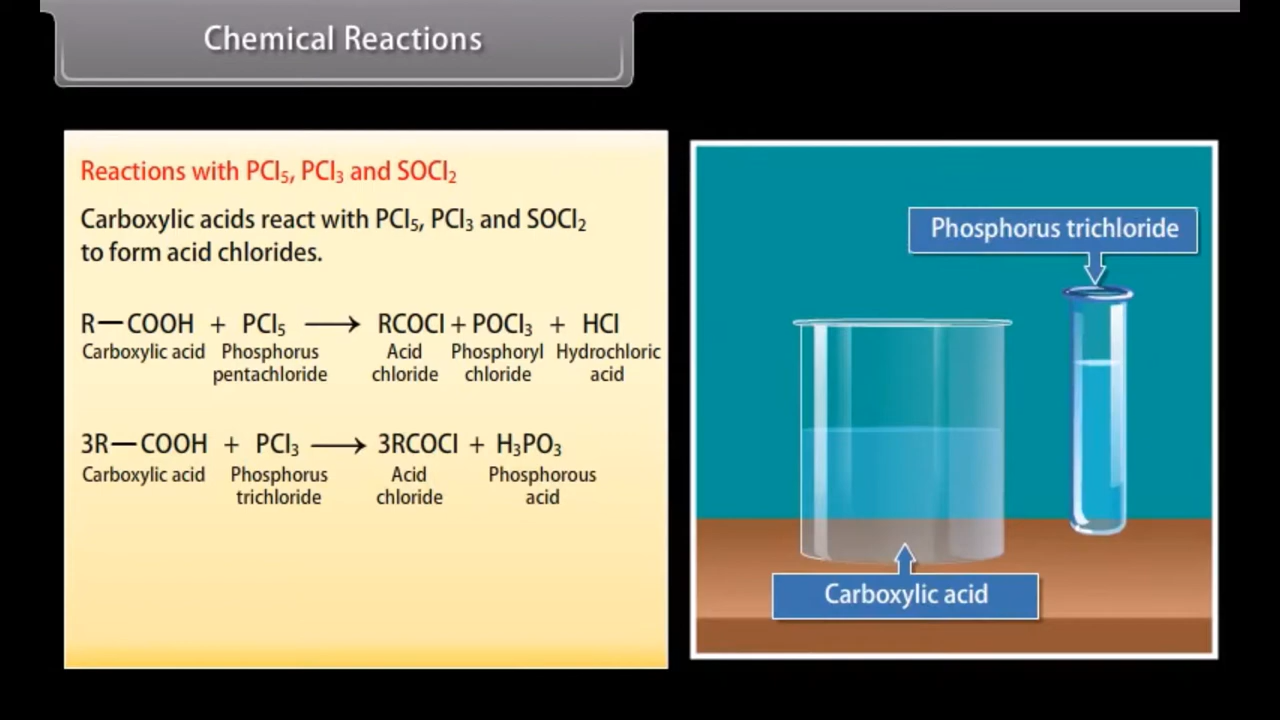 Chemical Reactions
Reactions with PCl₅, PCl₃ and SOCl₂
Carboxylic acids react with PCl₅, PCl₃ and SOCl₂
to form acid chlorides.
R—COOH + PCl₅ ⟶ RCOCl + POCl₃ + HCl
Carboxylic acid Phosphorus Acid Phosphoryl Hydrochloric
pentachloride chloride chloride acid
3R—COOH + PCl₃ ⟶ 3RCOCl + H₃PO₃
Carboxylic acid Phosphorus Acid Phosphorous
trichloride chloride acid
Phosphorus trichloride
Carboxylic acid